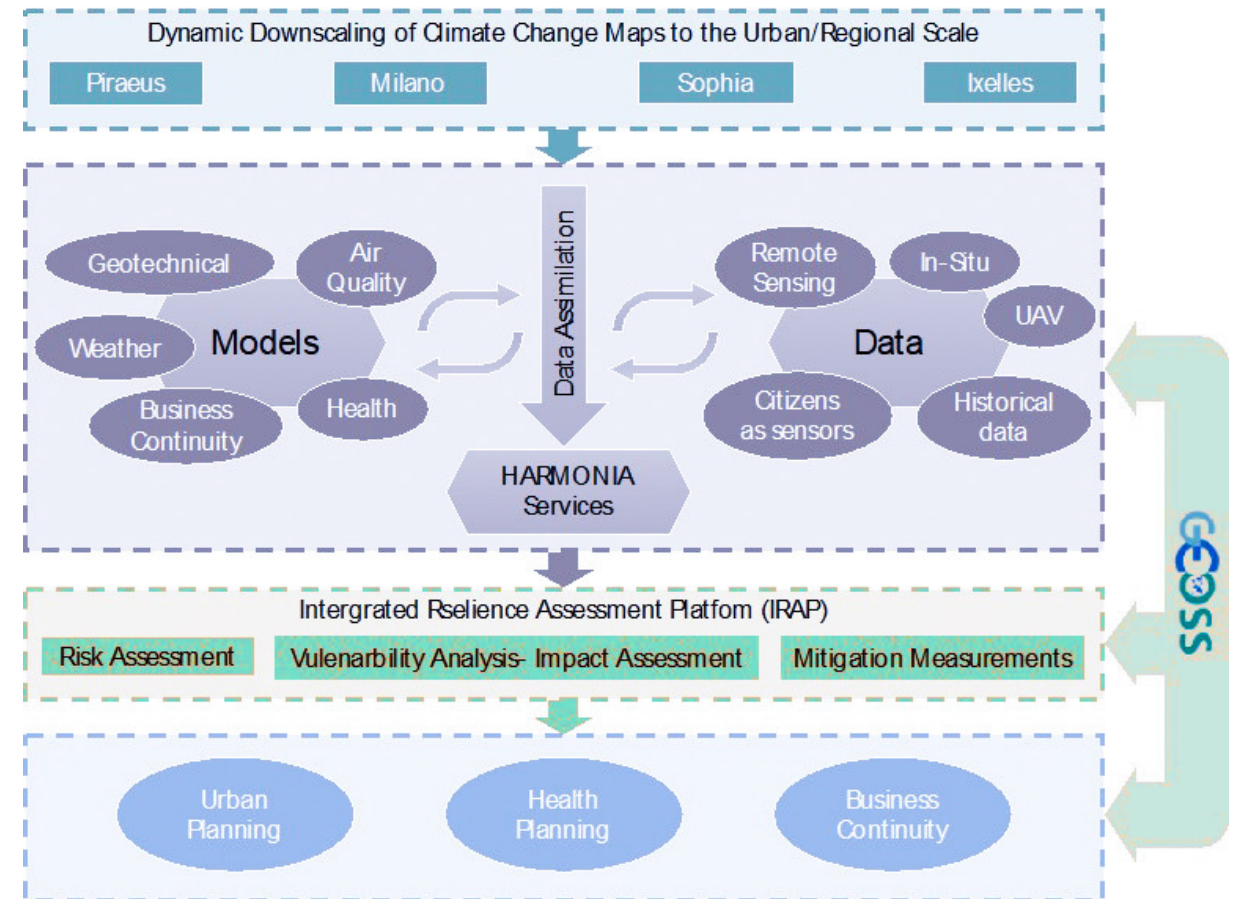 Dynamic Downscaling of Climate Change Maps to the Urban/Regional Scale
Piraeus
Milano
Sophia
Ixelles
Geotechnical
Air
Quality
Weather
Models
Business
Continuity
Health
Data Assimilation
Remote
Sensing
In-Situ
UAV
Data
Citizens
as sensors
Historical
data
HARMONIA
Services
Intergrated Rselience Assessment Platfom (IRAP)
Risk Assessment
Vulenarbility Analysis- Impact Assessment
Mitigation Measurements
Urban
Planning
Health
Planning
Business
Continuity
GEOSS